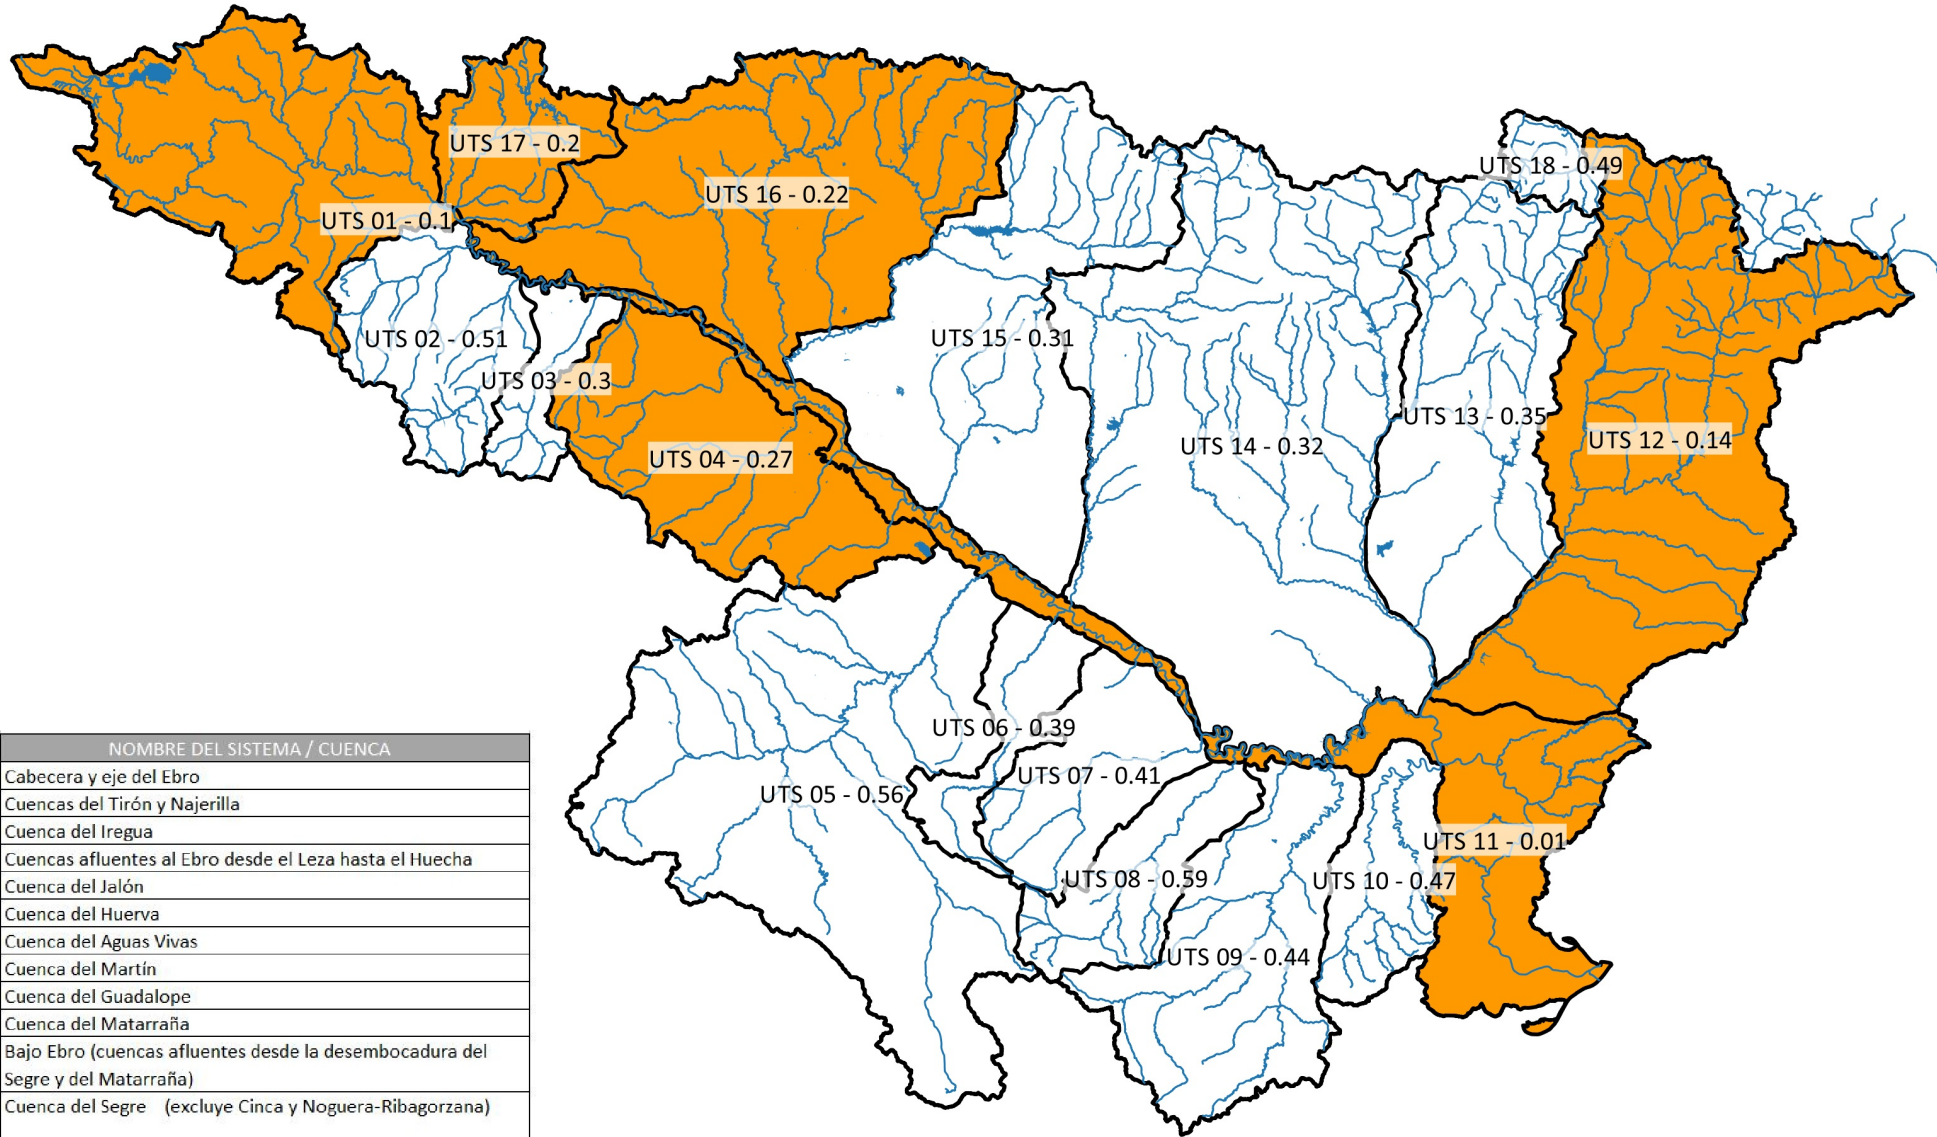 UTS 17 - 0.2
UTS 18 - 0.49
UTS 16 - 0.22
UTS 01 - 0.1
UTS 02 - 0.51
UTS 15 - 0.31
UTS 03 - 0.3
UTS 13 - 0.35
UTS 12 - 0.14
UTS 14 - 0.32
UTS 04 - 0.27
UTS 06 - 0.39
UTS 07 - 0.41
UTS 05 - 0.56
UTS 11 - 0.01
UTS 08 - 0.59
UTS 10 - 0.47
UTS 09 - 0.44
NOMBRE DEL SISTEMA / CUENCA
Cabecera y eje del Ebro
Cuencas del Tirón y Najerilla
Cuenca del Iregua
Cuencas afluentes al Ebro desde el Leza hasta el Huecha
Cuenca del Jalón
Cuenca del Huerva
Cuenca del Aguas Vivas
Cuenca del Martín
Cuenca del Guadalope
Cuenca del Matarraña
Bajo Ebro (cuencas afluentes desde la desembocadura del
Segre y del Matarraña)
Cuenca del Segre (excluye Cinca y Noguera-Ribagorzana)